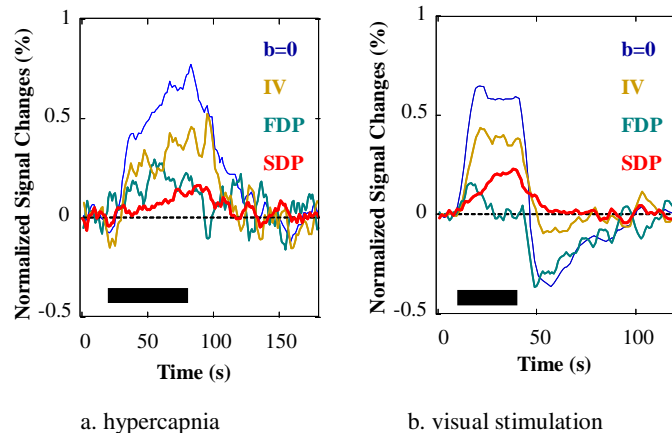 Normalized Signal Changes (%)
1
0.5
0
-0.5
b=0
IV
FDP
SDP
0 50 100 150
Time (s)
a. hypercapnia
Normalized Signal Changes (%)
1
0.5
0
-0.5
b=0
IV
FDP
SDP
0 50 100
Time (s)
b. visual stimulation